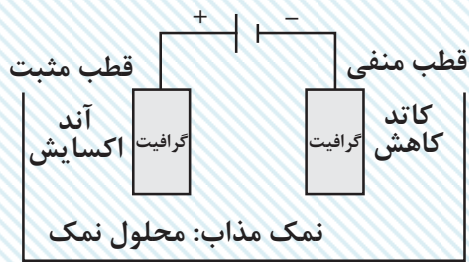 + −
قطب منفی
قطب مثبت
کاتد
کاهش
گرافیت
گرافیت
آند
اکسایش
نمک مذاب: محلول نمک